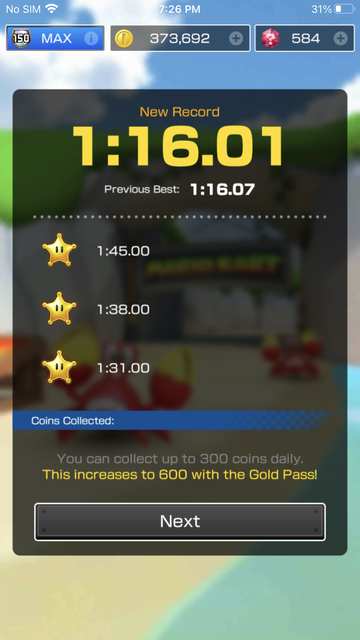 No SIM 7:26 PM 31%
150 MAX i 373,692 + 584 +
New Record
1:16.01
Previous Best: 1:16.07
1:45.00
1:38.00
MARIO KART
1:31.00
Coins Collected:
You can collect up to 300 coins daily.
This increases to 600 with the Gold Pass!
Next